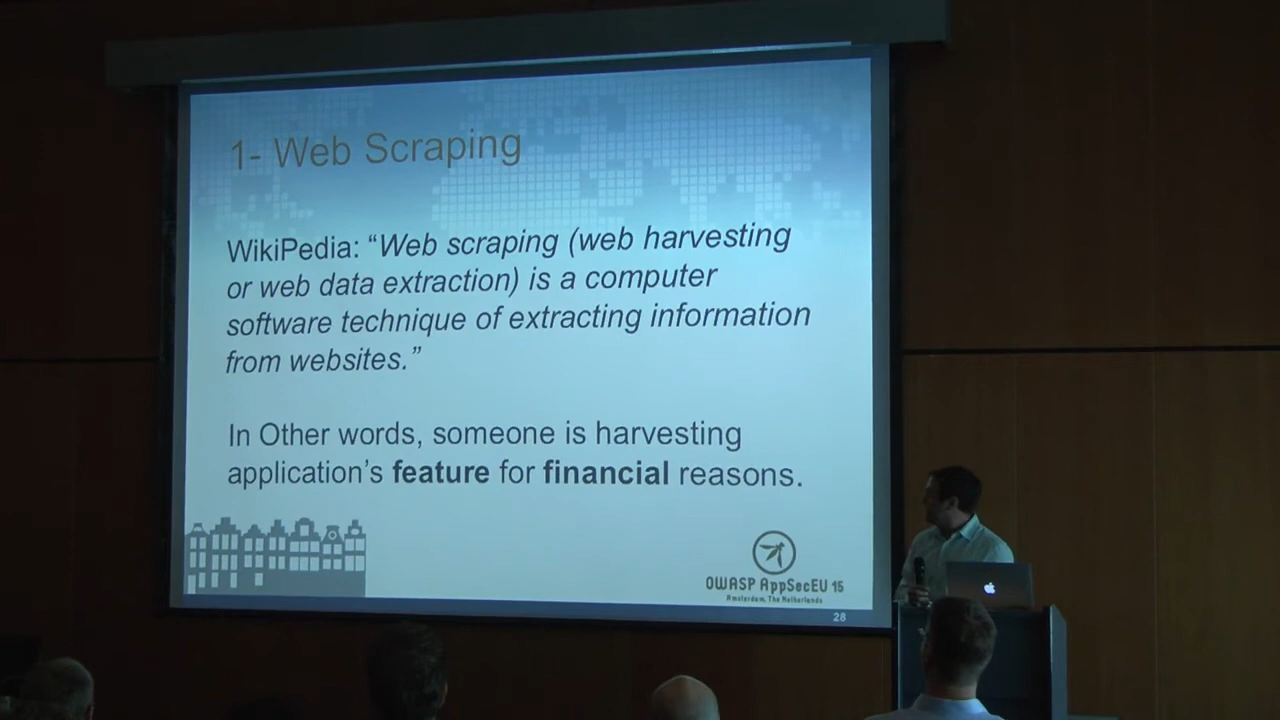 1- Web Scraping
WikiPedia: “Web scraping (web harvesting
or web data extraction) is a computer
software technique of extracting information
from websites.”
In Other words, someone is harvesting
application’s feature for financial reasons.
OWASP AppSecEU 15
Amsterdam, The Netherlands
28